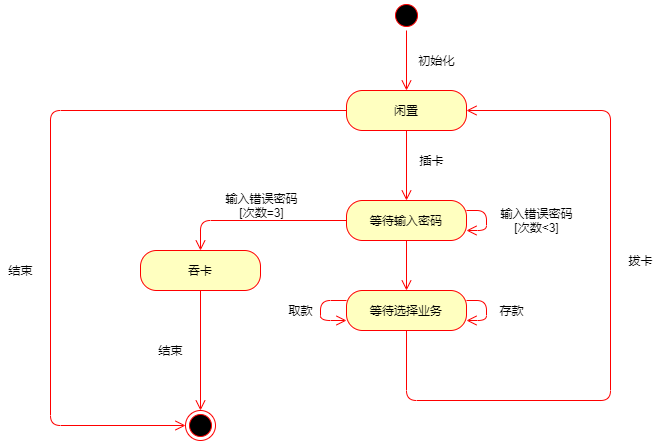 初始化
闲置
插卡
输入错误密码
[次数=3]
等待输入密码
输入错误密码
[次数<3]
吞卡
结束
拔卡
取款
等待选择业务
存款
结束